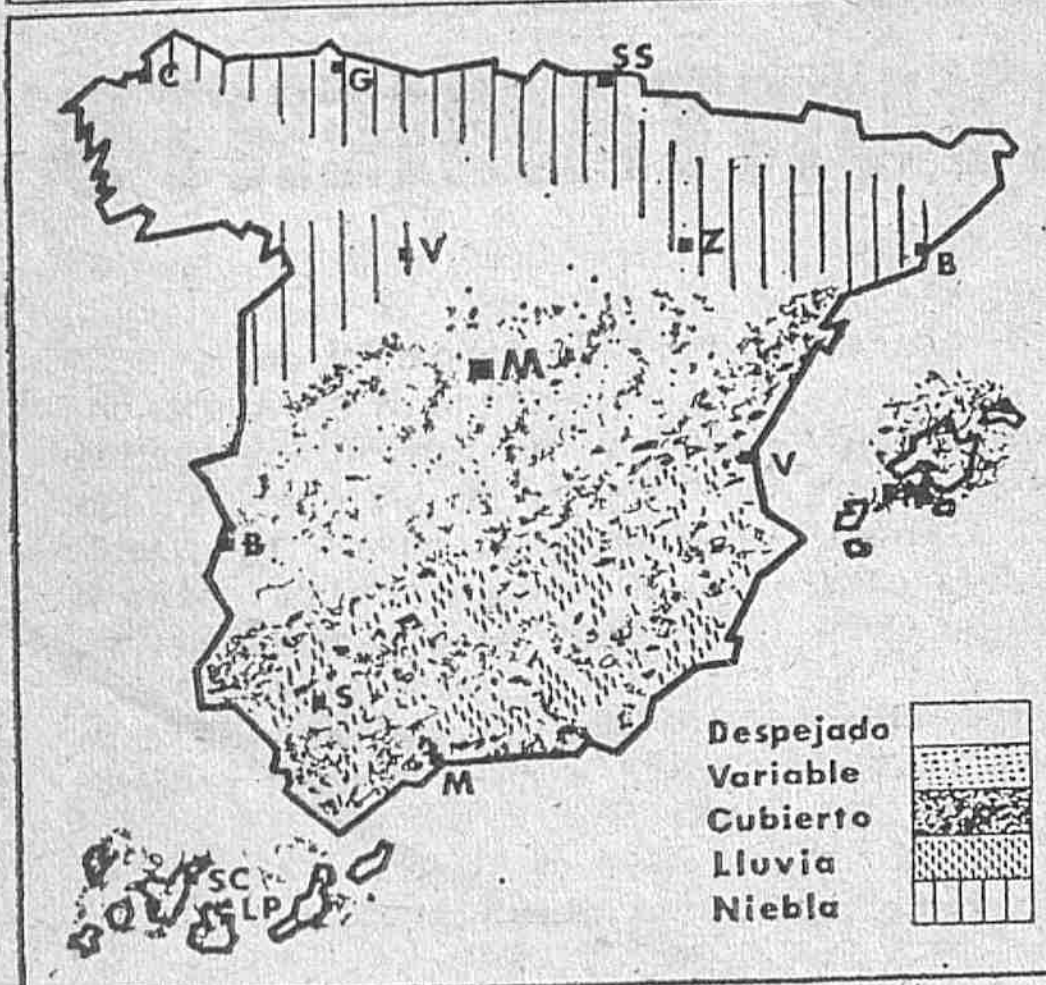 C
G
SS
V
Z
B
M
V
B
S
M
SC
LP
Despejado
Variable
Cubierto
Lluvia
Niebla